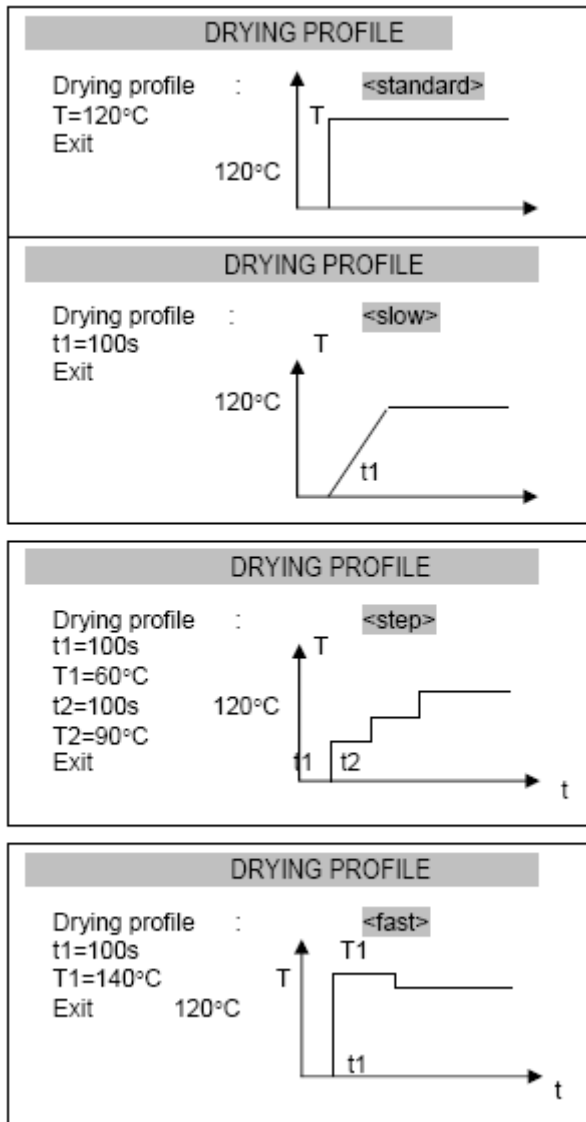 DRYING PROFILE
Drying profile : <standard>
T=120°C T
Exit
120°C
DRYING PROFILE
Drying profile : <slow>
t1=100s T
Exit
120°C
t1
DRYING PROFILE
Drying profile : <step>
t1=100s T
T1=60°C
t2=100s 120°C
T2=90°C
Exit t1 t2
t
DRYING PROFILE
Drying profile : <fast>
t1=100s T1
T1=140°C T
Exit 120°C
t1
t